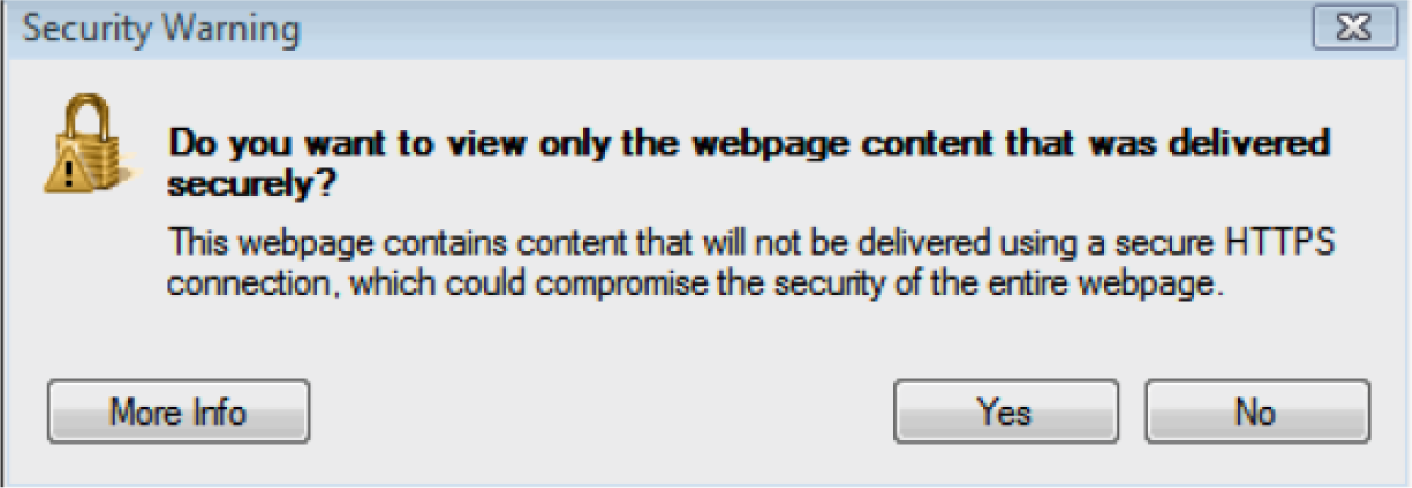 Security Warning
Do you want to view only the webpage content that was delivered
securely?
This webpage contains content that will not be delivered using a secure HTTPS
connection, which could compromise the security of the entire webpage.
More Info
Yes
No